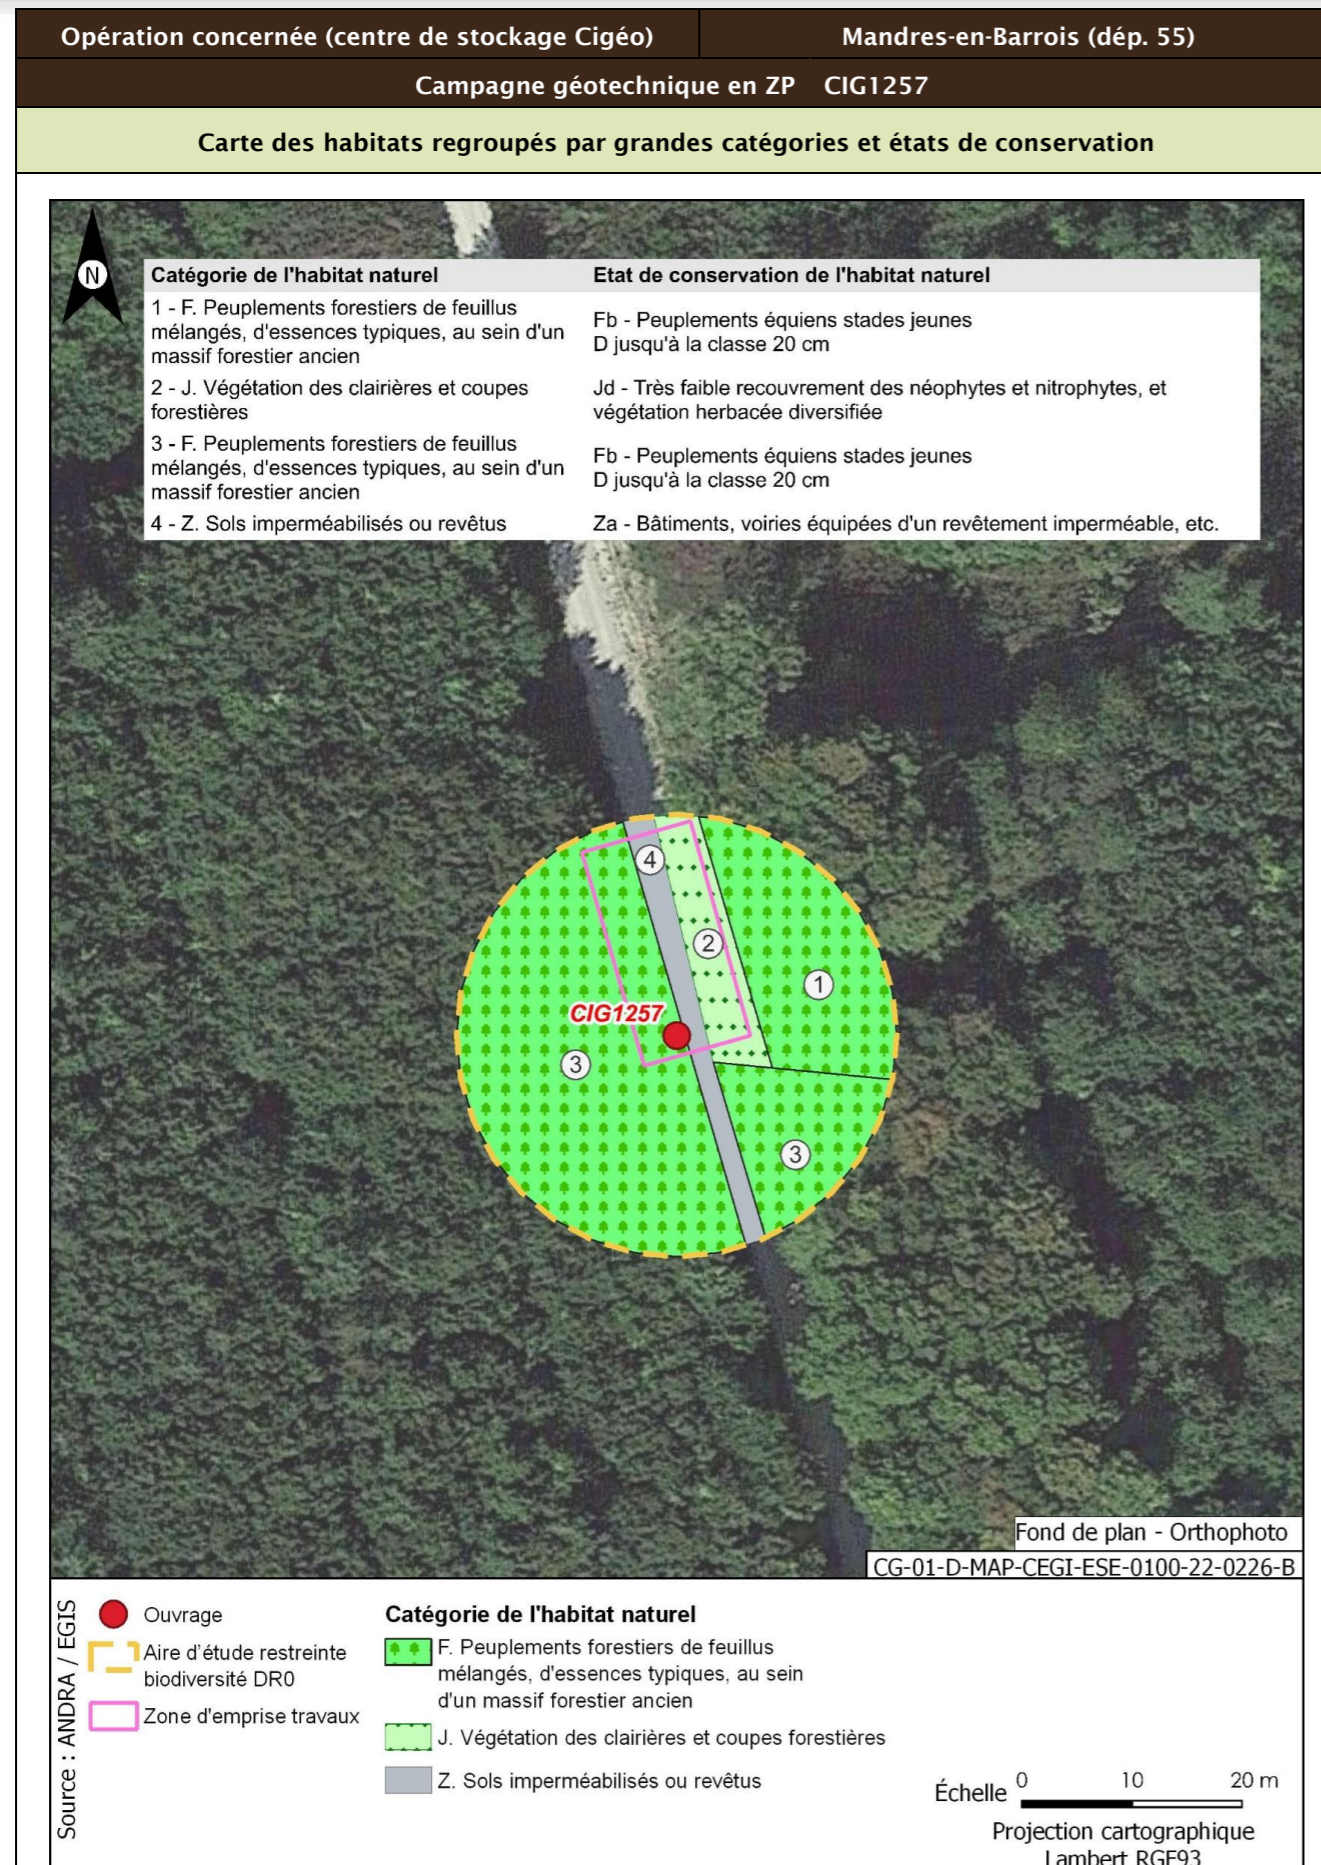 Opération concernée (centre de stockage Cigéo) Mandres-en-Barrois (dép. 55)
Campagne géotechnique en ZP CIG1257
Carte des habitats regroupés par grandes catégories et états de conservation
N
Catégorie de l'habitat naturel Etat de conservation de l'habitat naturel
1 - F. Peuplements forestiers de feuillus
mélangés, d'essences typiques, au sein d'un
massif forestier ancien
Fb - Peuplements équiens stades jeunes
D jusqu'à la classe 20 cm
2 - J. Végétation des clairières et coupes
forestières
Jd - Très faible recouvrement des néophytes et nitrophytes, et
végétation herbacée diversifiée
3 - F. Peuplements forestiers de feuillus
mélangés, d'essences typiques, au sein d'un
massif forestier ancien
Fb - Peuplements équiens stades jeunes
D jusqu'à la classe 20 cm
4 - Z. Sols imperméabilisés ou revêtus Za - Bâtiments, voiries équipées d'un revêtement imperméable, etc.
4
2
1
CIG1257
3
3
Fond de plan - Orthophoto
CG-01-D-MAP-CEGI-ESE-0100-22-0226-B
Source : ANDRA / EGIS
Ouvrage
Aire d'étude restreinte
biodiversité DR0
Zone d'emprise travaux
Catégorie de l'habitat naturel
F. Peuplements forestiers de feuillus
mélangés, d'essences typiques, au sein
d'un massif forestier ancien
J. Végétation des clairières et coupes forestières
Z. Sols imperméabilisés ou revêtus
Échelle 0 10 20 m
Projection cartographique
Lambert RGF93